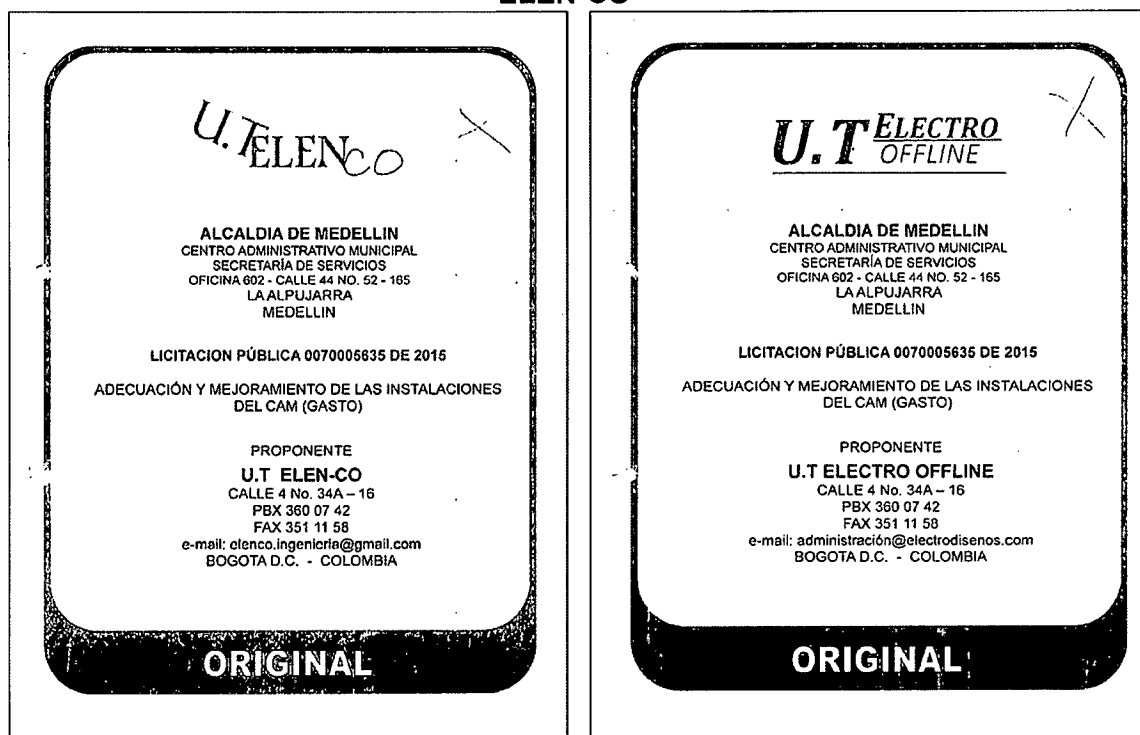 ELEN-CO
U.T ELENCO
ALCALDIA DE MEDELLIN
CENTRO ADMINISTRATIVO MUNICIPAL
SECRETARÍA DE SERVICIOS
OFICINA 602 - CALLE 44 NO. 52 - 165
LA ALPUJARRA
MEDELLIN
LICITACION PÚBLICA 0070005635 DE 2015
ADECUACIÓN Y MEJORAMIENTO DE LAS INSTALACIONES
DEL CAM (GASTO)
PROPONENTE
U.T ELEN-CO
CALLE 4 No. 34A – 16
PBX 360 07 42
FAX 351 11 58
e-mail: elenco.ingenieria@gmail.com
BOGOTA D.C. - COLOMBIA
ORIGINAL
U.T ELECTRO
OFFLINE
ALCALDIA DE MEDELLIN
CENTRO ADMINISTRATIVO MUNICIPAL
SECRETARÍA DE SERVICIOS
OFICINA 602 - CALLE 44 NO. 52 - 165
LA ALPUJARRA
MEDELLIN
LICITACION PÚBLICA 0070005635 DE 2015
ADECUACIÓN Y MEJORAMIENTO DE LAS INSTALACIONES
DEL CAM (GASTO)
PROPONENTE
U.T ELECTRO OFFLINE
CALLE 4 No. 34A – 16
PBX 360 07 42
FAX 351 11 58
e-mail: administración@electrodisenos.com
BOGOTA D.C. - COLOMBIA
ORIGINAL